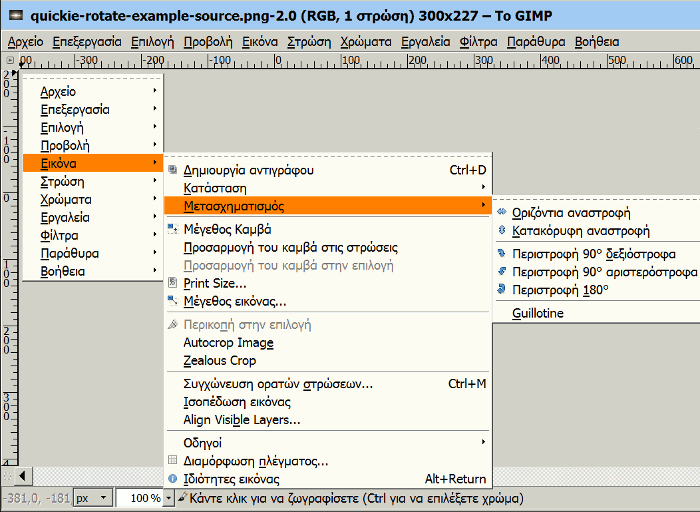 quickie-rotate-example-source.png-2.0 (RGB, 1 στρώση) 300x227 – Το GIMP
Αρχείο Επεξεργασία Επιλογή Προβολή Εικόνα Στρώση Χρώματα Εργαλεία Φίλτρα Παράθυρα Βοήθεια
00 -300 -200 -100 0 100 200 300 400 500 600
Αρχείο
Επεξεργασία
Επιλογή
Προβολή
Εικόνα
Στρώση
Χρώματα
Εργαλεία
Φίλτρα
Παράθυρα
Βοήθεια
Δημιουργία αντιγράφου Ctrl+D
Κατάσταση
Μετασχηματισμός
Μέγεθος Καμβά
Προσαρμογή του καμβά στις στρώσεις
Προσαρμογή του καμβά στην επιλογή
Print Size...
Μέγεθος εικόνας...
Περικοπή στην επιλογή
Autocrop Image
Zealous Crop
Συγχώνευση ορατών στρώσεων... Ctrl+M
Ισοπέδωση εικόνας
Align Visible Layers...
Οδηγοί
Διαμόρφωση πλέγματος...
Ιδιότητες εικόνας Alt+Return
Οριζόντια αναστροφή
Κατακόρυφη αναστροφή
Περιστροφή 90° δεξιόστροφα
Περιστροφή 90° αριστερόστροφα
Περιστροφή 180°
Guillotine
-381,0, -181, px 100 % Κάντε κλικ για να ζωγραφίσετε (Ctrl για να επιλέξετε χρώμα)